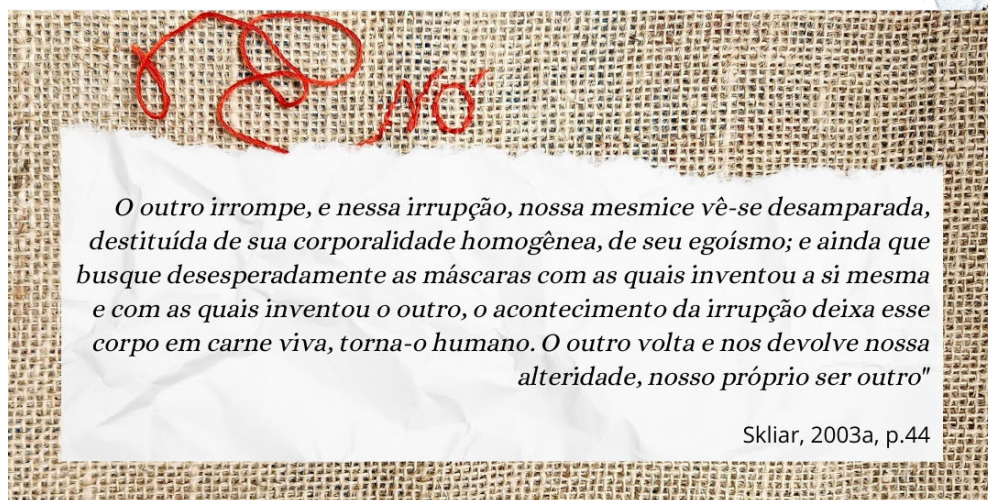 NÓ
O outro irrompe, e nessa irrupção, nossa mesmice vê-se desamparada,
destituída de sua corporalidade homogênea, de seu egoísmo; e ainda que
busque desesperadamente as máscaras com as quais inventou a si mesma
e com as quais inventou o outro, o acontecimento da irrupção deixa esse
corpo em carne viva, torna-o humano. O outro volta e nos devolve nossa
alteridade, nosso próprio ser outro"
Skliar, 2003a, p.44